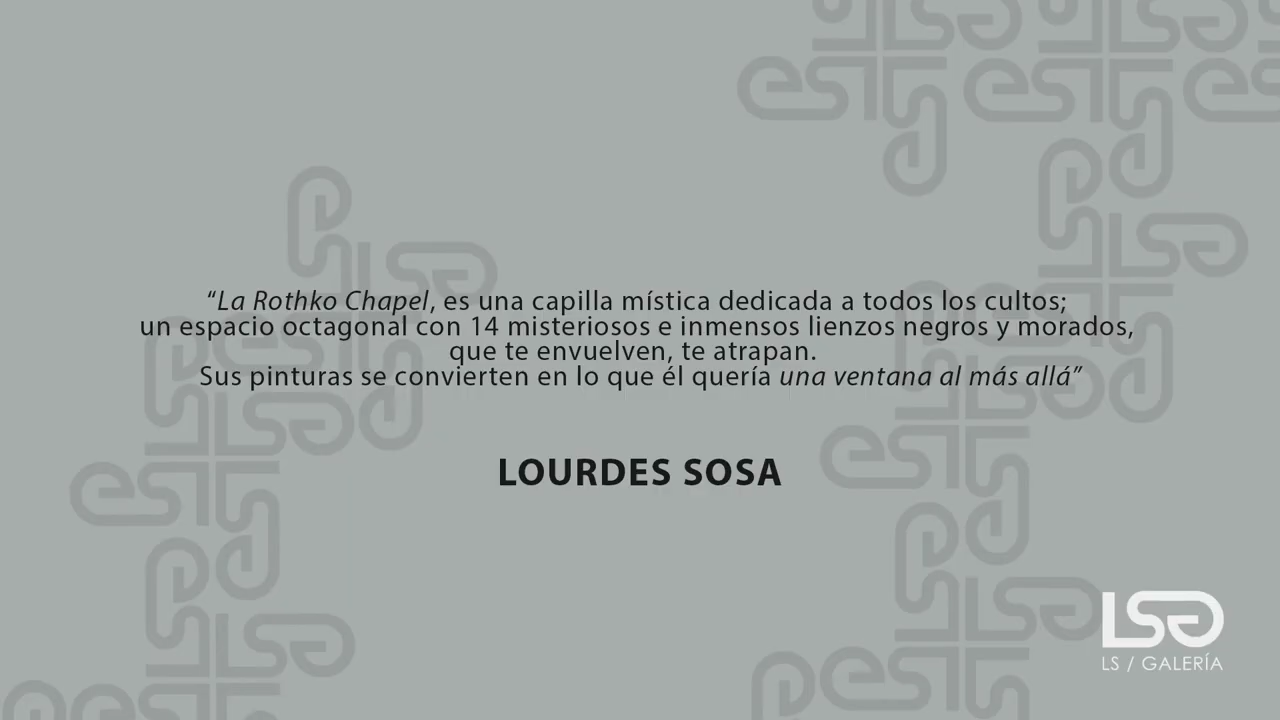 “La Rothko Chapel, es una capilla mística dedicada a todos los cultos;
un espacio octagonal con 14 misteriosos e inmensos lienzos negros y morados,
que te envuelven, te atrapan.
Sus pinturas se convierten en lo que él quería una ventana al más allá”
LOURDES SOSA
LSG
LS / GALERÍA